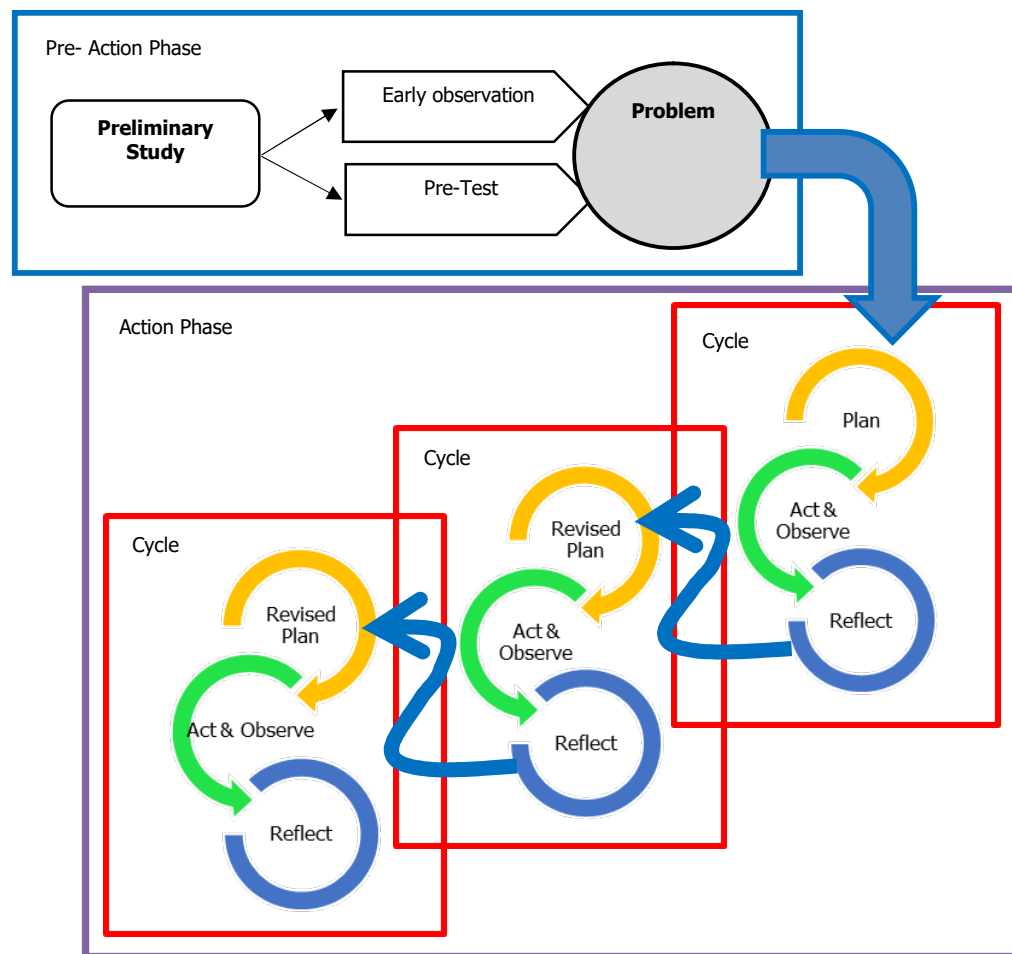 Pre- Action Phase
Preliminary
Study
Early observation
Pre-Test
Problem
Action Phase
Cycle
Plan
Act &
Observe
Reflect
Cycle
Revised
Plan
Act &
Observe
Reflect
Cycle
Revised
Plan
Act & Observe
Reflect